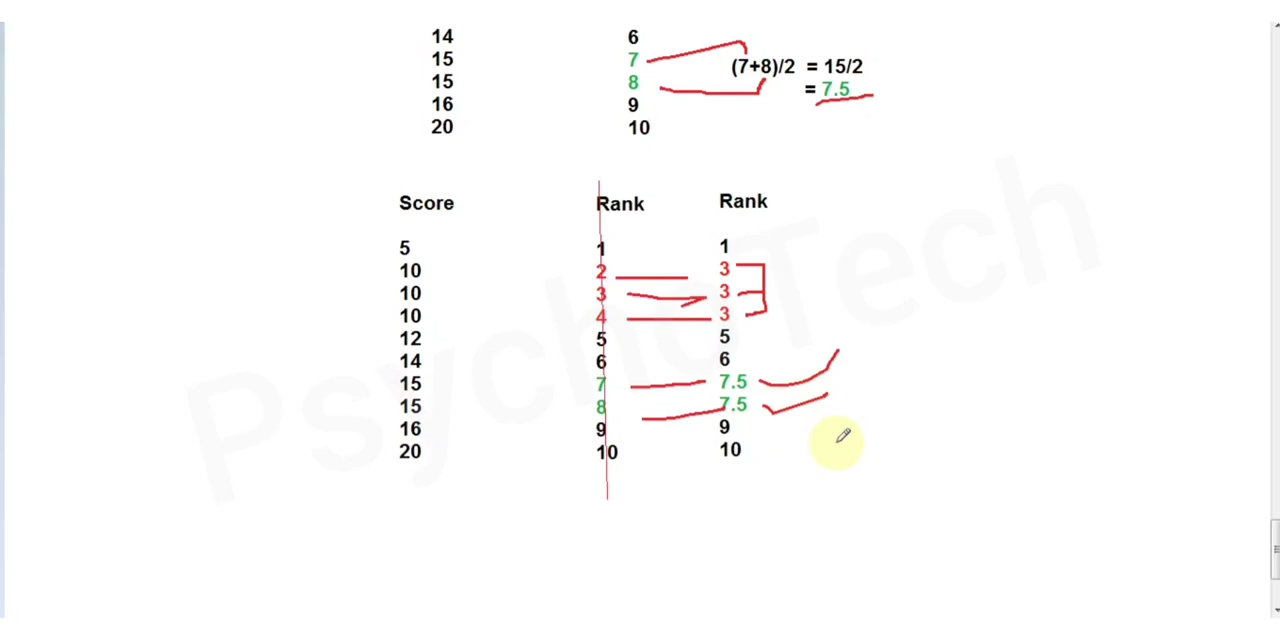 14 6
15 7 (7+8)/2 = 15/2
15 8 = 7.5
16 9
20 10
Score Rank Rank
5 1 1
10 2 3
10 3 3
10 4 3
12 5 5
14 6 6
15 7 7.5
15 8 7.5
16 9 9
20 10 10
PsychoTech